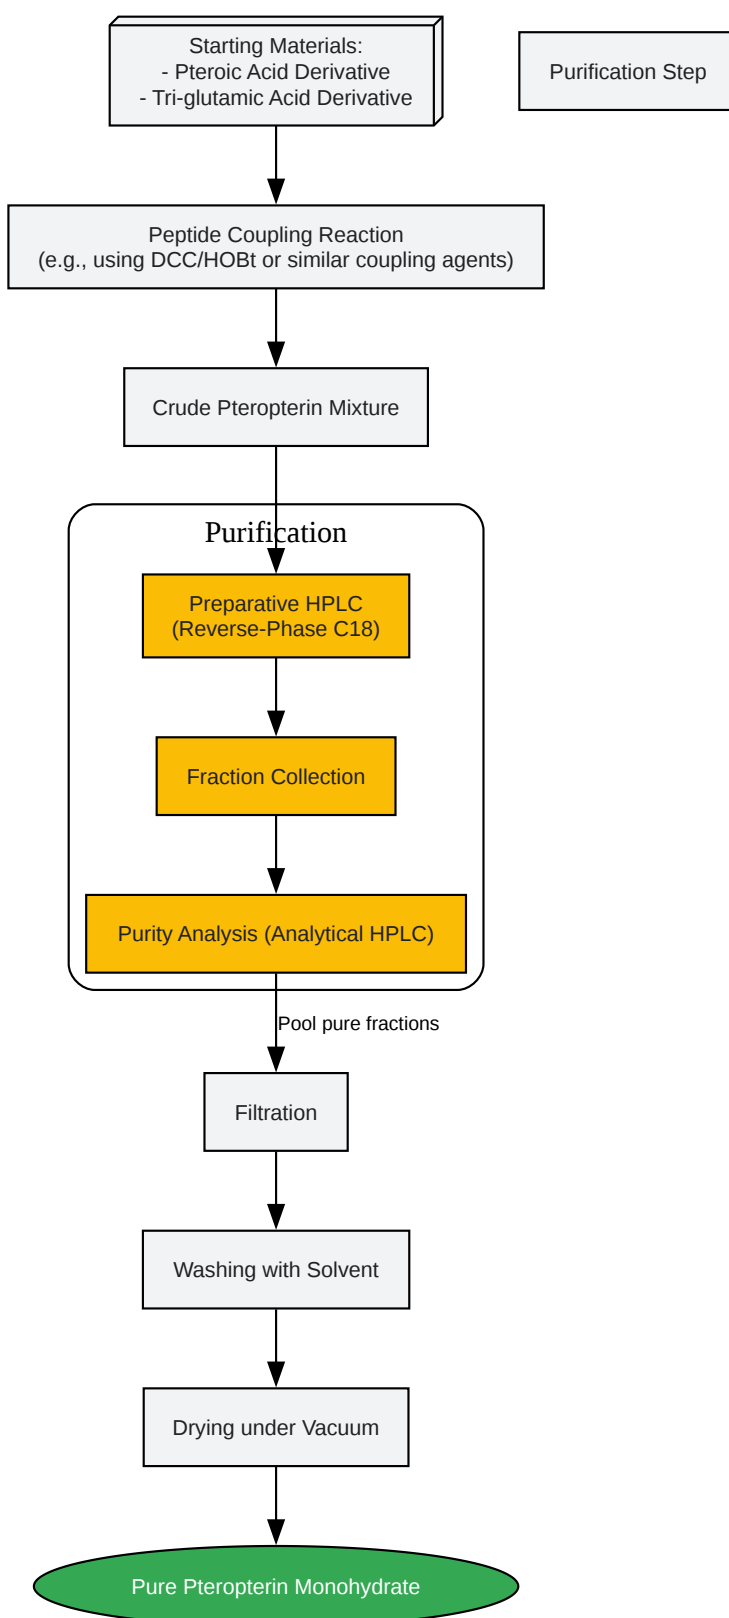 Starting Materials:
- Pteroic Acid Derivative
- Tri-glutamic Acid Derivative
Purification Step
Peptide Coupling Reaction
(e.g., using DCC/HOBt or similar coupling agents)
Crude Pteropterin Mixture
Purification
Preparative HPLC
(Reverse-Phase C18)
Fraction Collection
Purity Analysis (Analytical HPLC)
Pool pure fractions
Filtration
Washing with Solvent
Drying under Vacuum
Pure Pteropterin Monohydrate